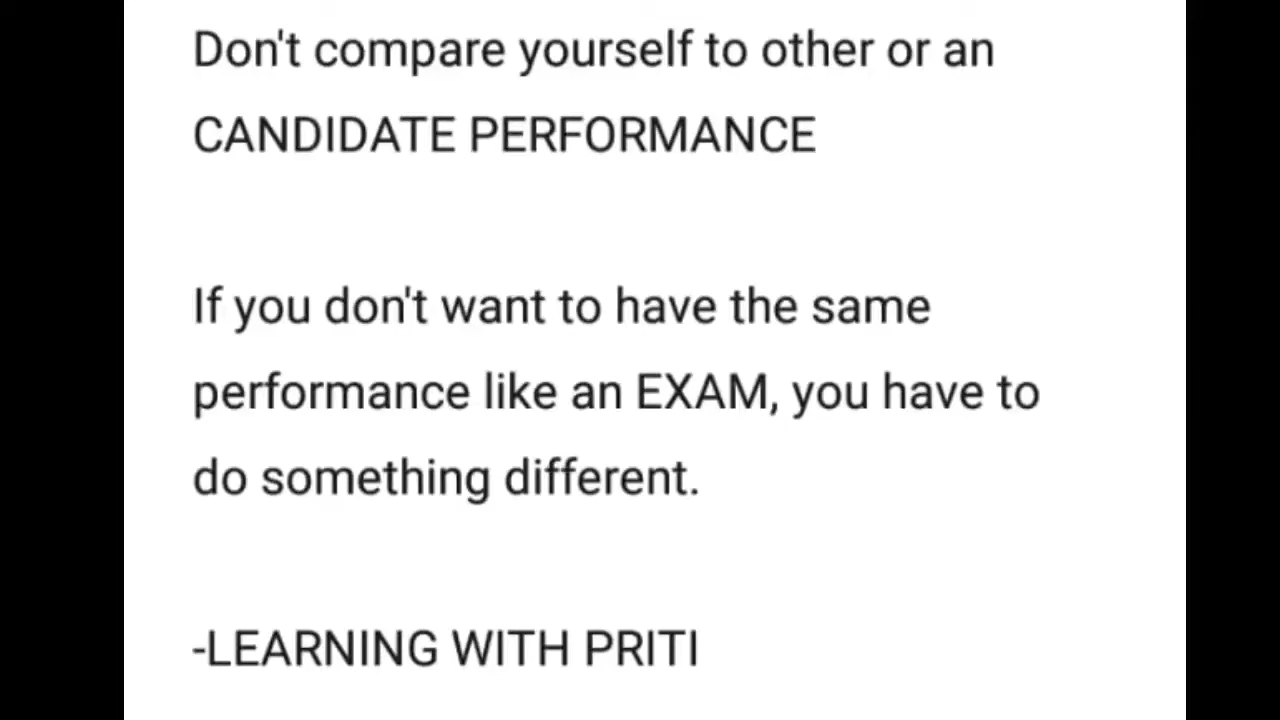 Don't compare yourself to other or an
CANDIDATE PERFORMANCE
If you don't want to have the same
performance like an EXAM, you have to
do something different.
-LEARNING WITH PRITI